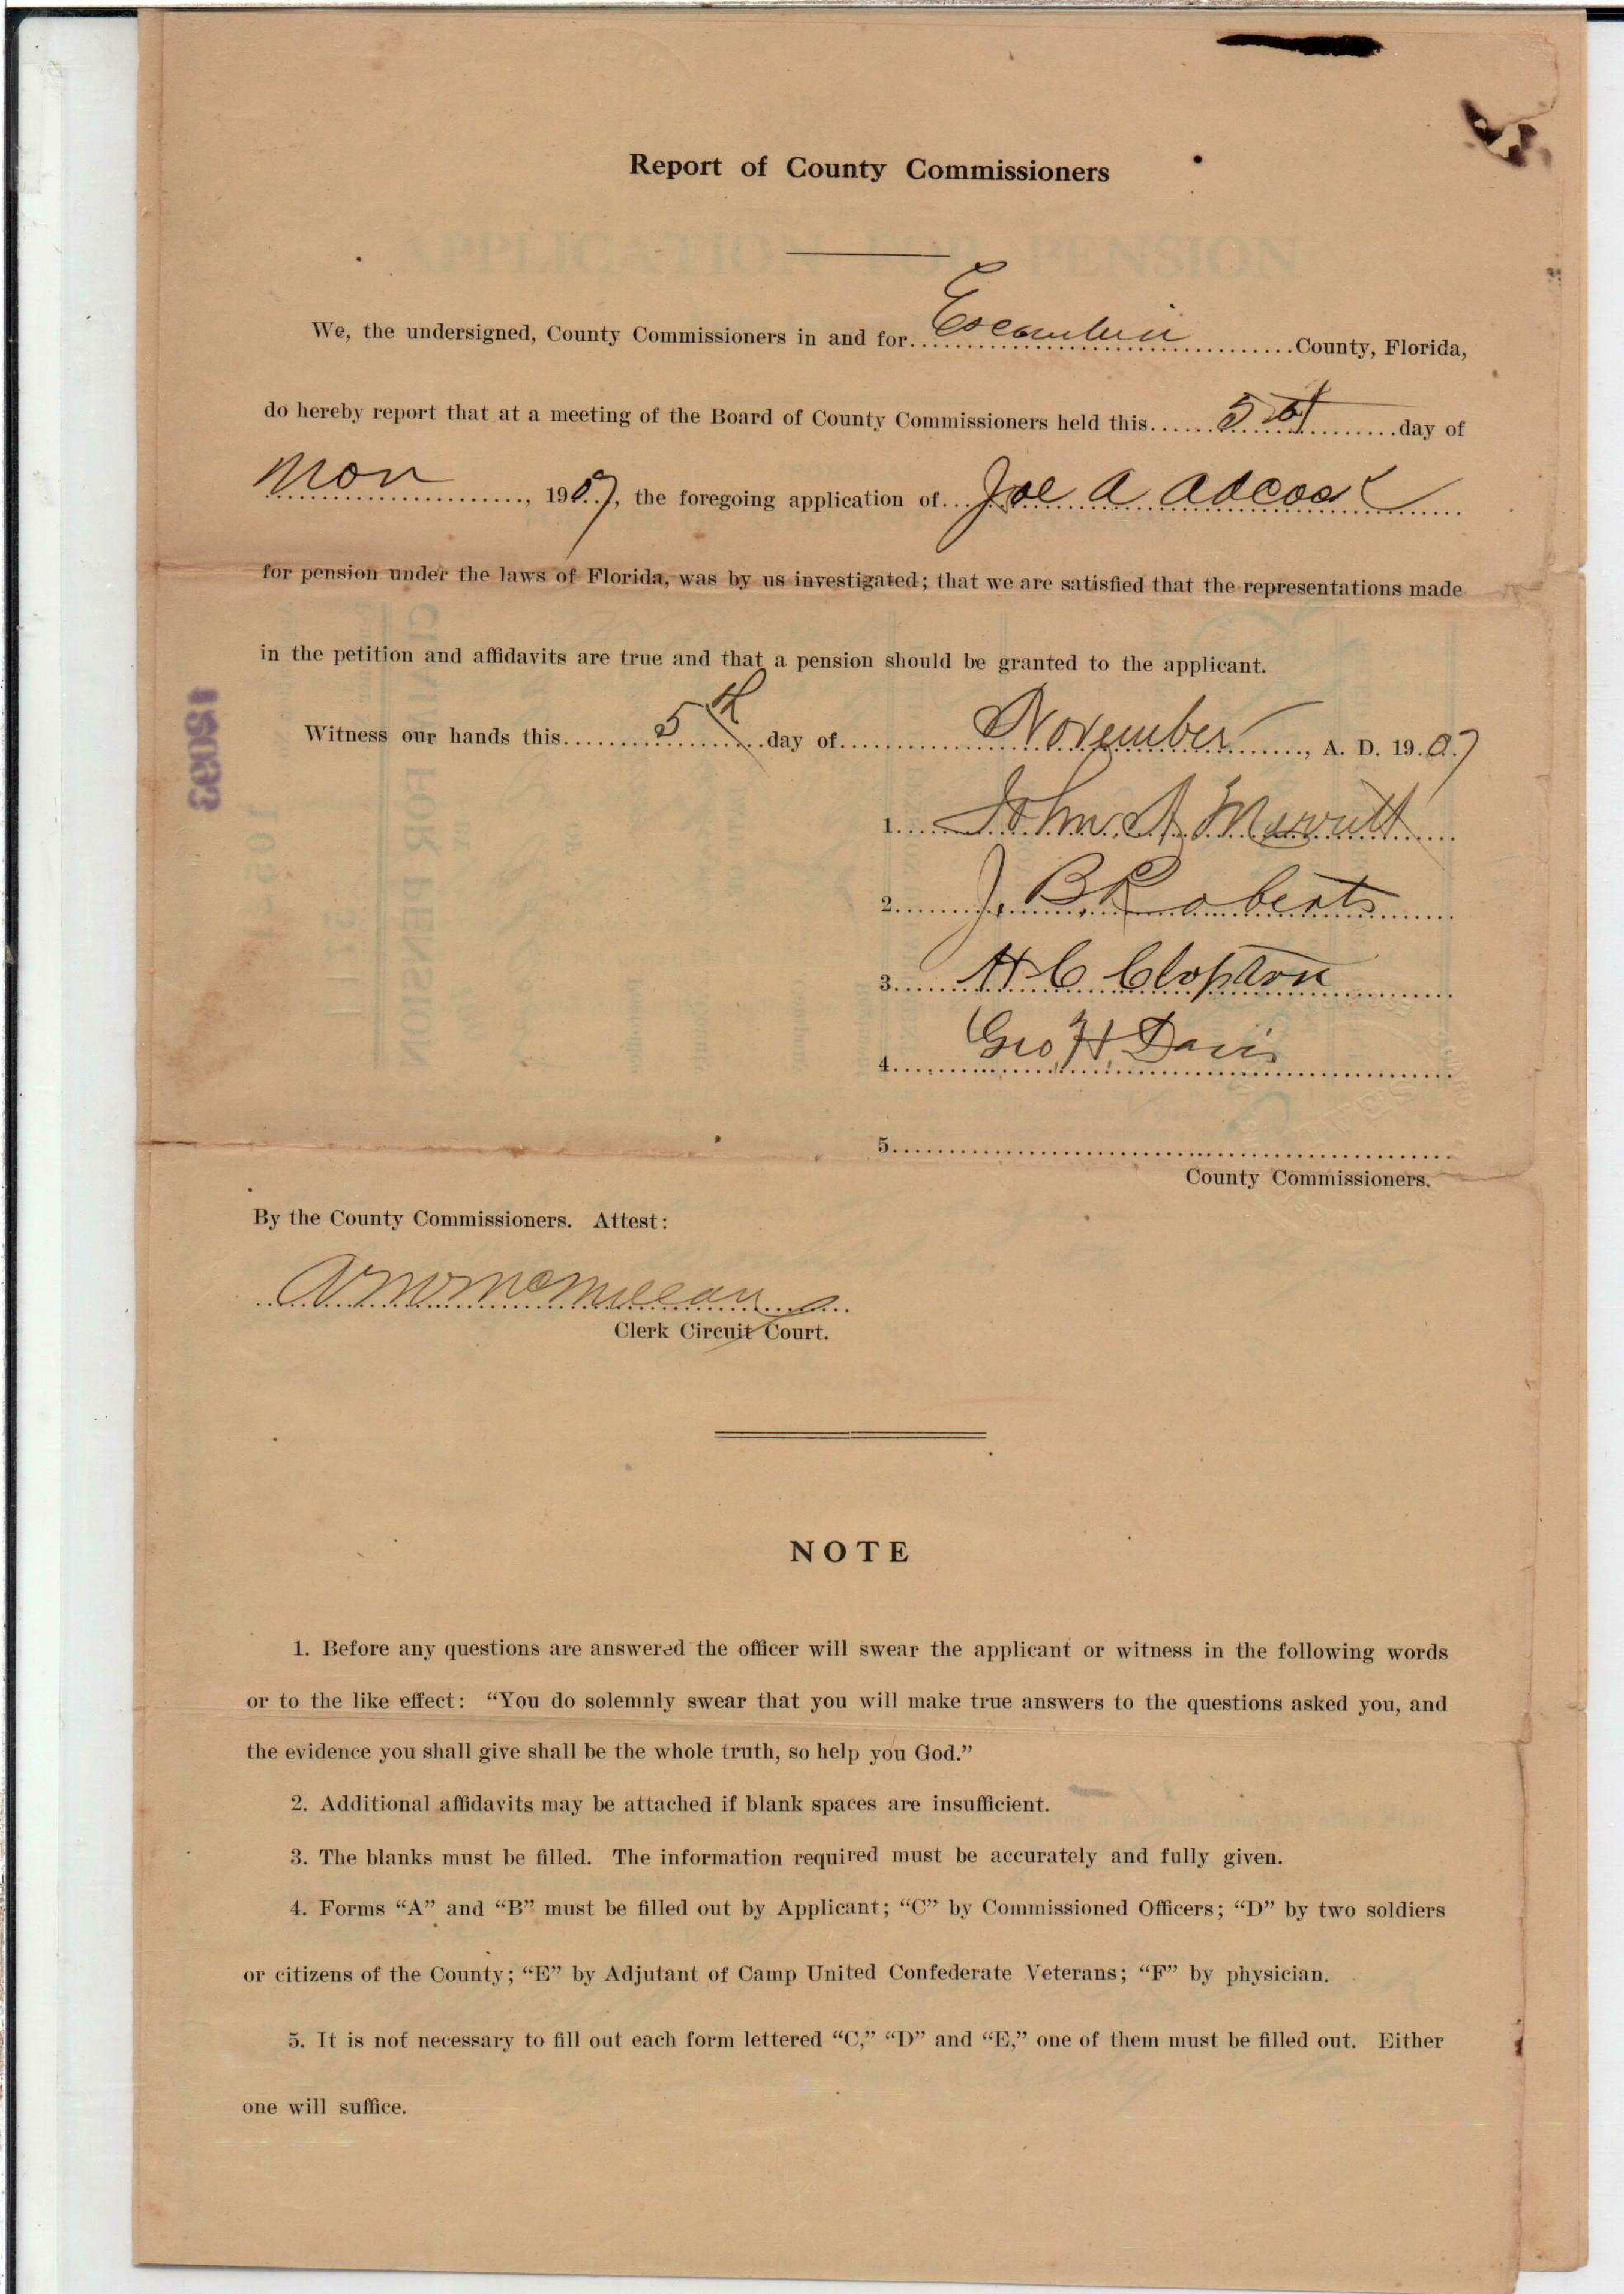 Report of County Commissioners
We, the undersigned, County Commissioners in and for Escambia County, Florida,
do hereby report that at a meeting of the Board of County Commissioners held this 5th day of
Nov, 1907, the foregoing application of Joe A Adcock
for pension under the laws of Florida, was by us investigated; that we are satisfied that the representations made
in the petition and affidavits are true and that a pension should be granted to the applicant.
Witness our hands this 5th day of November, A. D. 1907
1. John A. Merritt
2. J. B. Roberts
3. H C Clopton
4. Geo H Davis
5.
County Commissioners.
By the County Commissioners. Attest:
McMillan
Clerk Circuit Court.
NOTE
1. Before any questions are answered the officer will swear the applicant or witness in the following words
or to the like effect: “You do solemnly swear that you will make true answers to the questions asked you, and
the evidence you shall give shall be the whole truth, so help you God.”
2. Additional affidavits may be attached if blank spaces are insufficient.
3. The blanks must be filled. The information required must be accurately and fully given.
4. Forms “A” and “B” must be filled out by Applicant; “C” by Commissioned Officers; “D” by two soldiers
or citizens of the County; “E” by Adjutant of Camp United Confederate Veterans; “F” by physician.
5. It is not necessary to fill out each form lettered “C,” “D” and “E,” one of them must be filled out. Either
one will suffice.